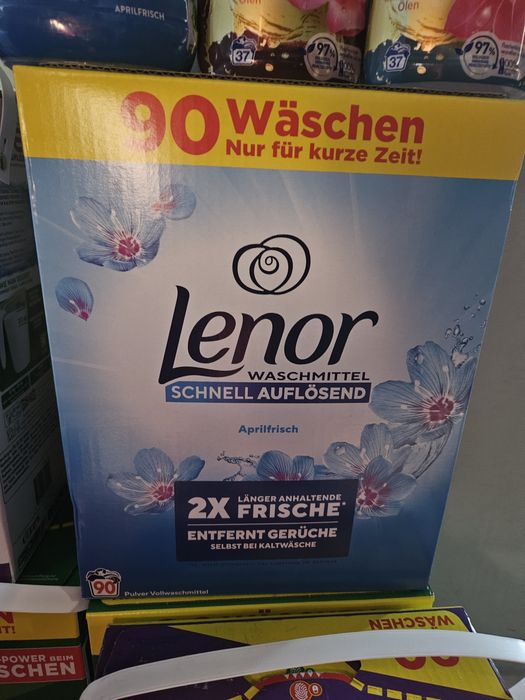 APRILFRISCH
Ölen
37
97%
37
97%
90 Wäschen
Nur für kurze Zeit!
Lenor
WASCHMITTEL
SCHNELL AUFLÖSEND
Aprilfrisch
2X LÄNGER ANHALTENDE
FRISCHE*
ENTFERNT GERÜCHE
SELBST BEI KALTWÄSCHE
90
Pulver Vollwaschmittel
WÄSCHEN
-POWER BEIM
SCHEN